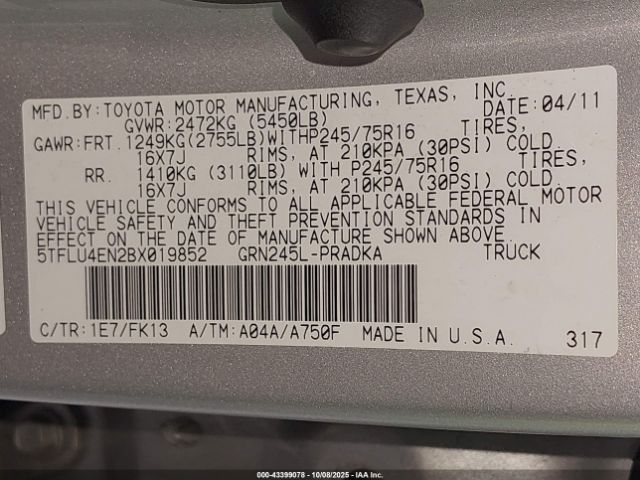 MFD.BY:TOYOTA MOTOR MANUFACTURING, TEXAS, INC.
GVWR:2472KG (5450LB) DATE:04/11
GAWR:FRT. 1249KG(2755LB)WITHP245/75R16 TIRES,
16X7J RIMS, AT 210KPA (30PSI) COLD.
RR. 1410KG (3110LB) WITH P245/75R16 TIRES,
16X7J RIMS, AT 210KPA (30PSI) COLD.
THIS VEHICLE CONFORMS TO ALL APPLICABLE FEDERAL MOTOR
VEHICLE SAFETY AND THEFT PREVENTION STANDARDS IN
EFFECT ON THE DATE OF MANUFACTURE SHOWN ABOVE.
5TFLU4EN2BX019852 GRN245L-PRADKA TRUCK
C/TR:1E7/FK13 A/TM:A04A/A750F MADE IN U.S.A. 317
000-43399078 - 10/08/2025 - IAA Inc.